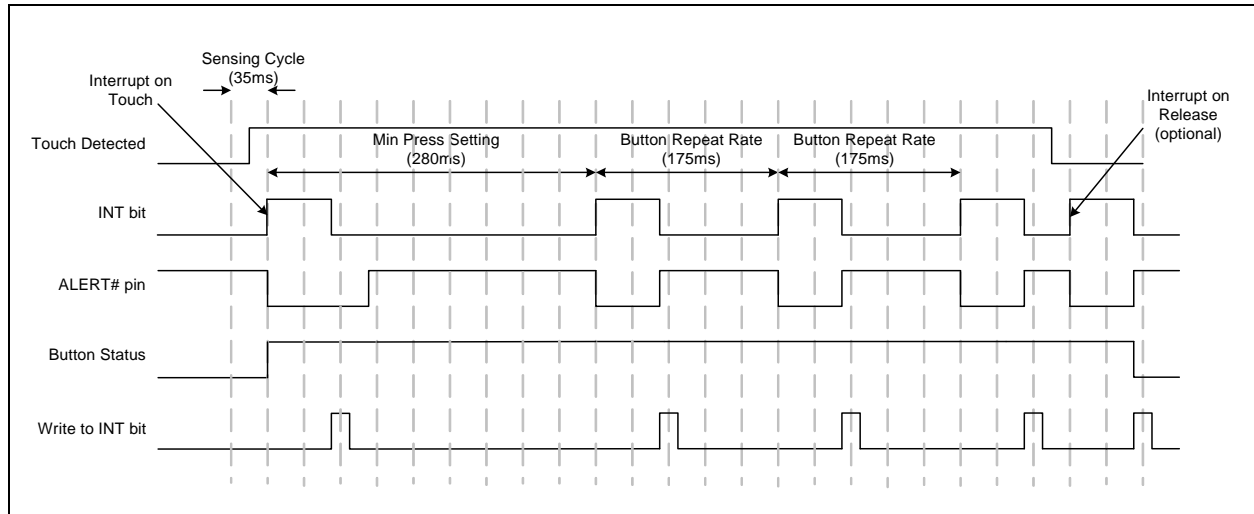 Sensing Cycle
(35ms)
Interrupt on
Touch
Interrupt on
Release
(optional)
Touch Detected
Min Press Setting
(280ms)
Button Repeat Rate
(175ms)
Button Repeat Rate
(175ms)
INT bit
ALERT# pin
Button Status
Write to INT bit